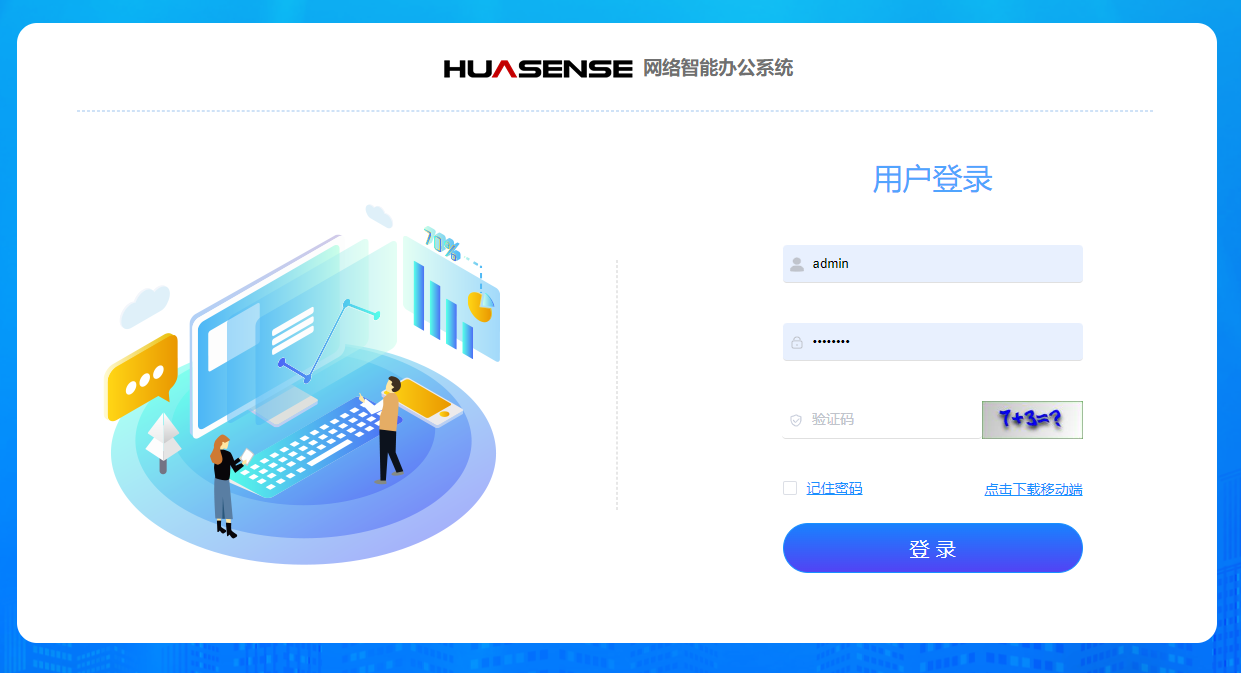 HUASENSE 网络智能办公系统
用户登录
70%
admin
••••••••
验证码
7+3=?
记住密码 点击下载移动端
登 录